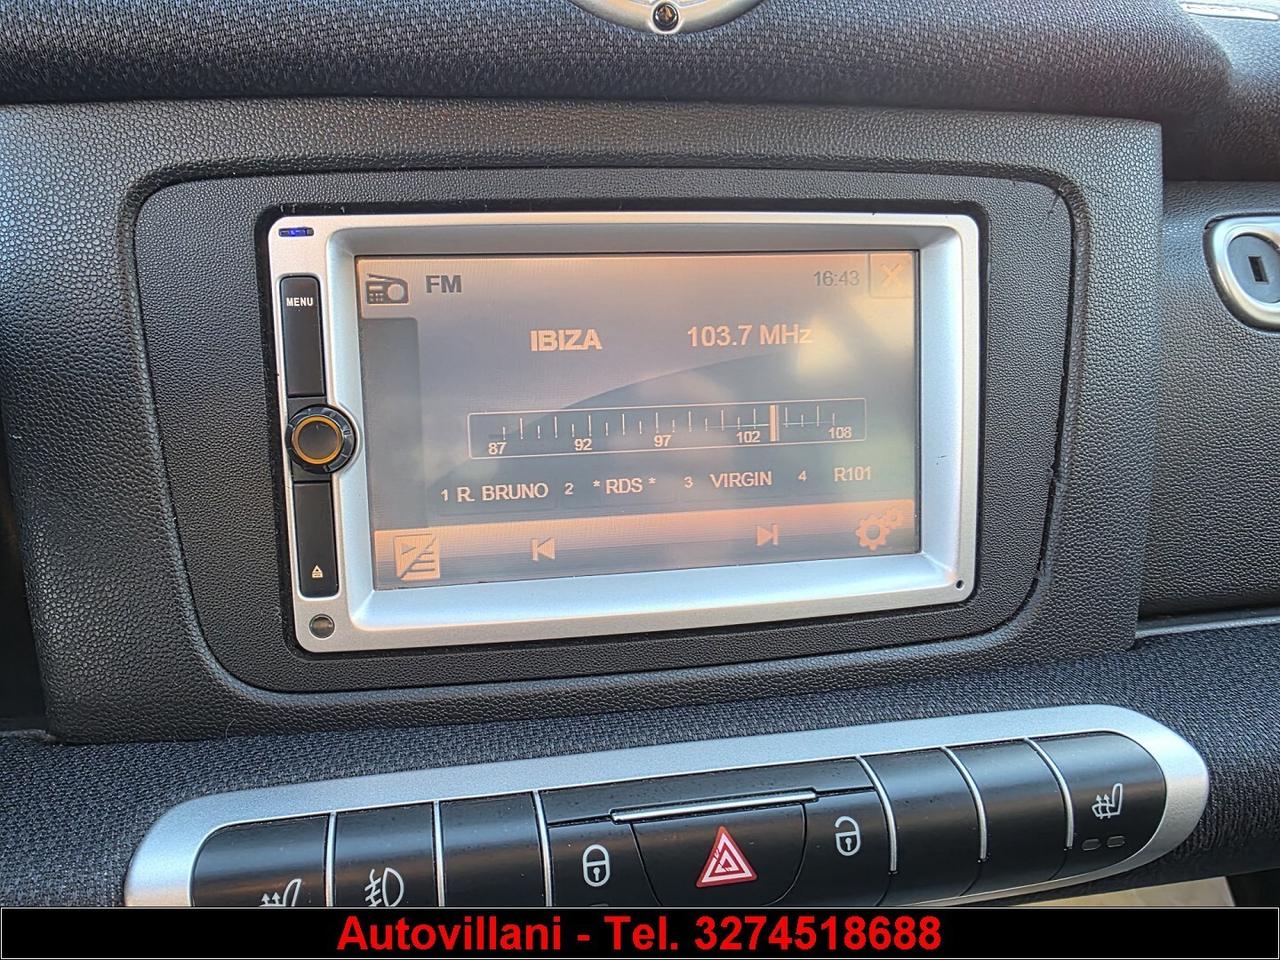 FM 16:43
MENU
IBIZA 103.7 MHz
87 92 97 102 108
1 R. BRUNO 2 * RDS * 3 VIRGIN 4 R101
Autovillani - Tel. 3274518688